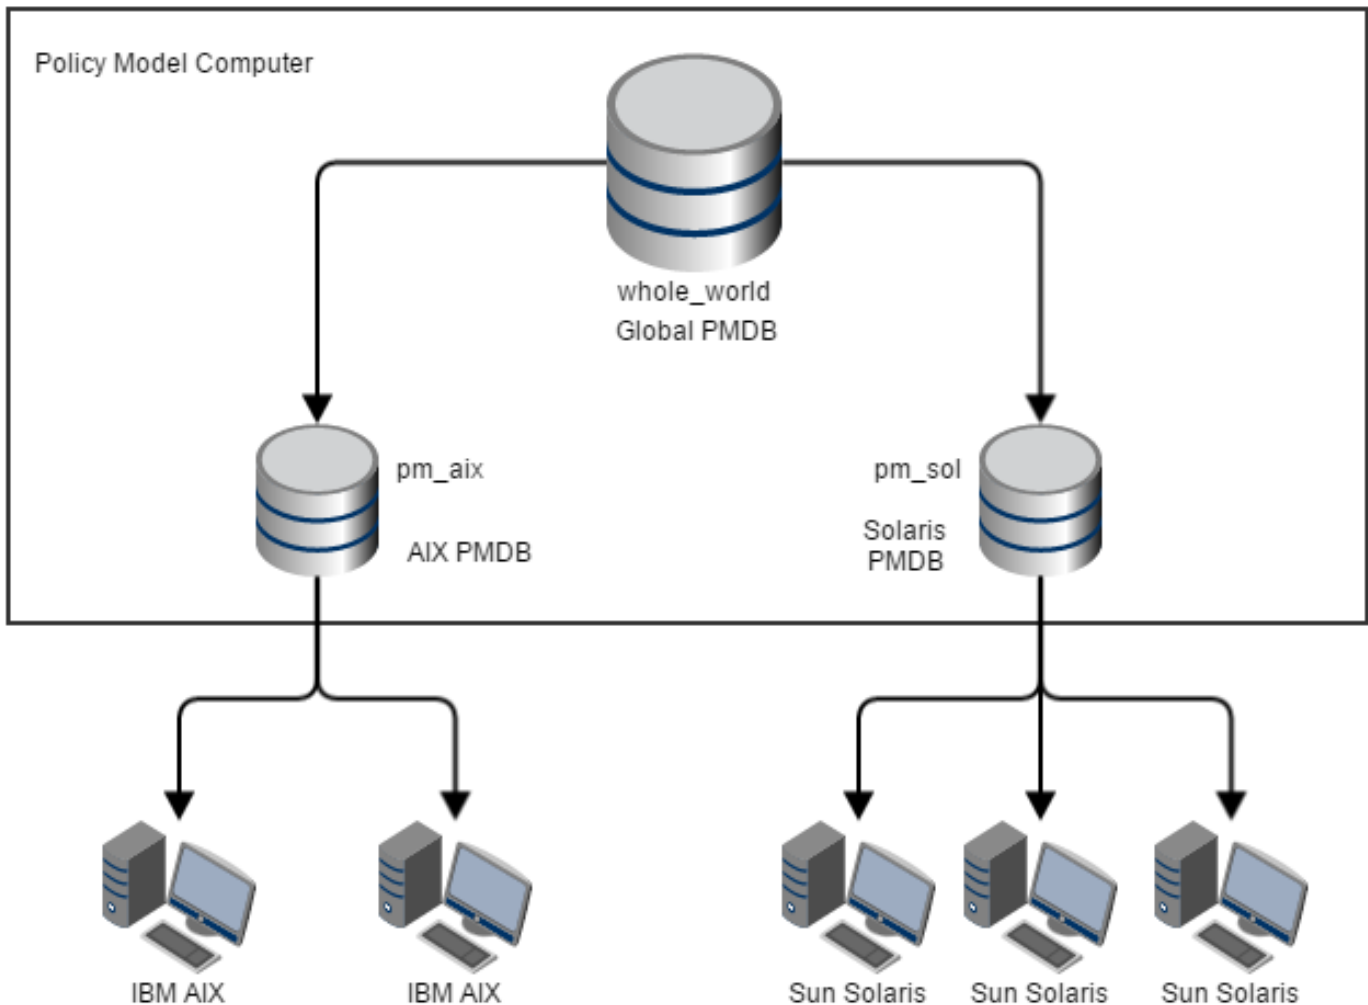 Policy Model Computer
whole_world
Global PMDB
pm_aix
AIX PMDB
pm_sol
Solaris
PMDB
IBM AIX
IBM AIX
Sun Solaris
Sun Solaris
Sun Solaris